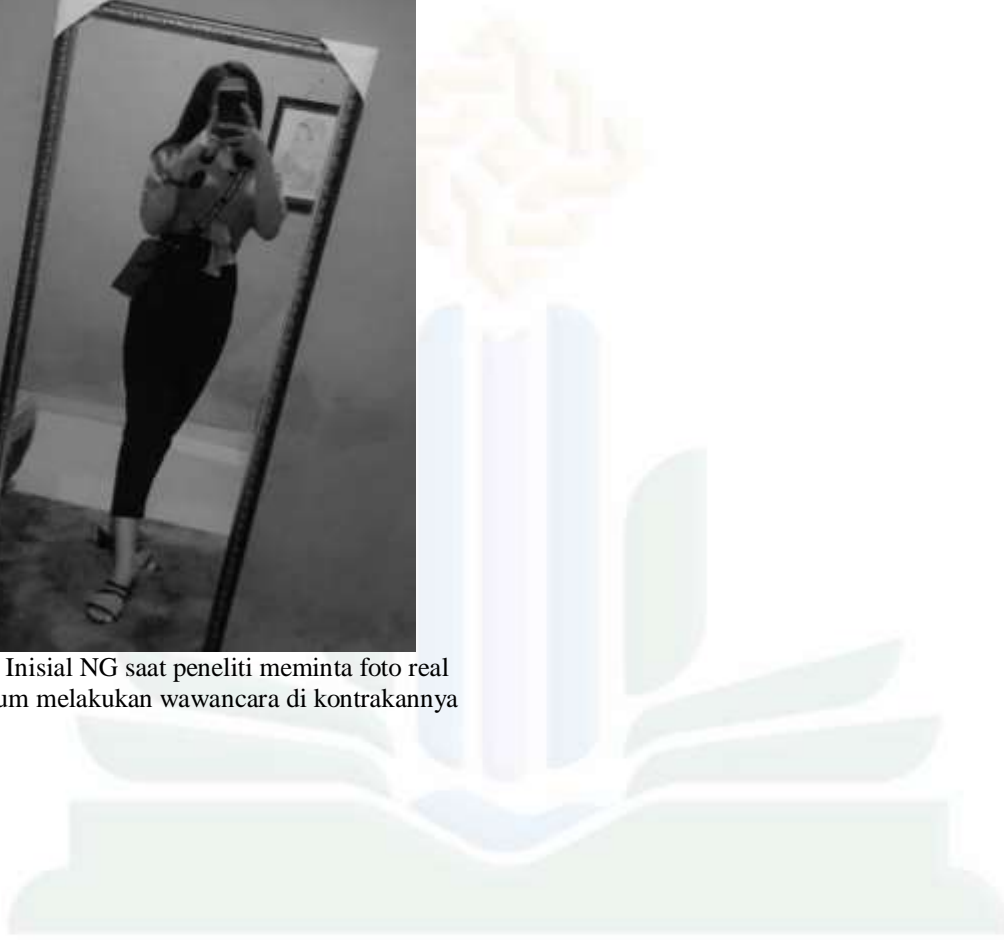 Inisial NG saat peneliti meminta foto real
um melakukan wawancara di kontrakannya